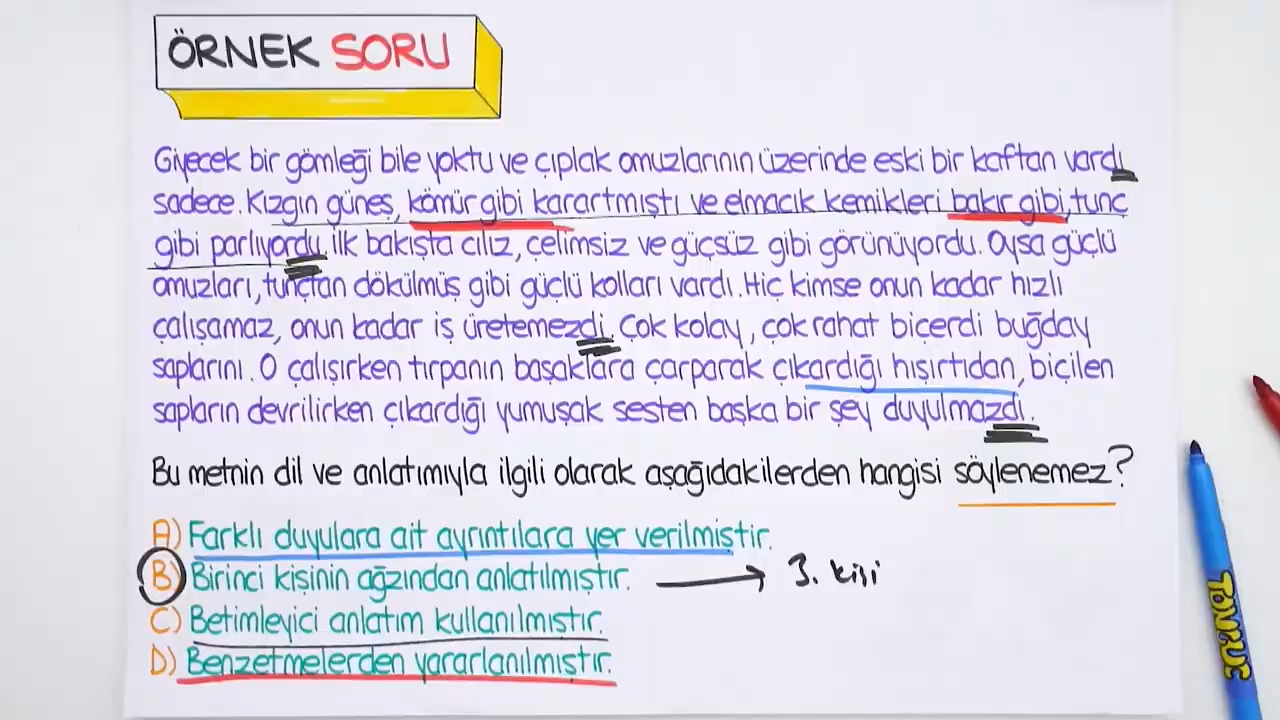 ÖRNEK SORU
Giyecek bir gömleği bile yoktu ve çıplak omuzlarının üzerinde eski bir kaftan vardı
sadece. Kızgın güneş, kömür gibi karartmıştı ve elmacık kemikleri bakır gibi, tunç
gibi parlıyordu. İlk bakışta cılız, çelimsiz ve güçsüz gibi görünüyordu. Oysa güçlü
omuzları, tunçtan dökülmüş gibi güçlü kolları vardı. Hiç kimse onun kadar hızlı
çalışamaz, onun kadar iş üretemezdi. Çok kolay, çok rahat biçerdi buğday
saplarını. O çalışırken tırpanın başaklara çarparak çıkardığı hışırtıdan, biçilen
sapların devrilirken çıkardığı yumuşak sesten başka bir şey duyulmazdı.
Bu metnin dil ve anlatımıyla ilgili olarak aşağıdakilerden hangisi söylenemez?
A) Farklı duyulara ait ayrıntılara yer verilmiştir.
B) Birinci kişinin ağzından anlatılmıştır. → 3. kişi
C) Betimleyici anlatım kullanılmıştır.
D) Benzetmelerden yararlanılmıştır.
TONGUÇ